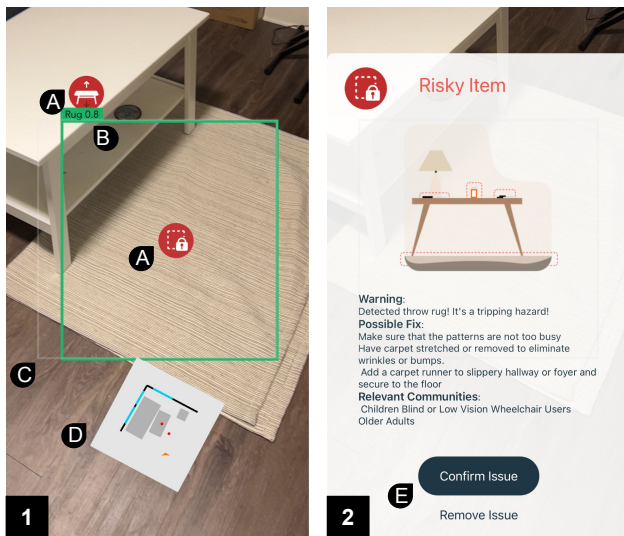 A
Rug 0.8
B
A
C
D
1
Risky Item
Warning:
Detected throw rug! It's a tripping hazard!
Possible Fix:
Make sure that the patterns are not too busy
Have carpet stretched or removed to eliminate
wrinkles or bumps.
Add a carpet runner to slippery hallway or foyer and
secure to the floor
Relevant Communities:
Children Blind or Low Vision Wheelchair Users
Older Adults
E
Confirm Issue
Remove Issue
2